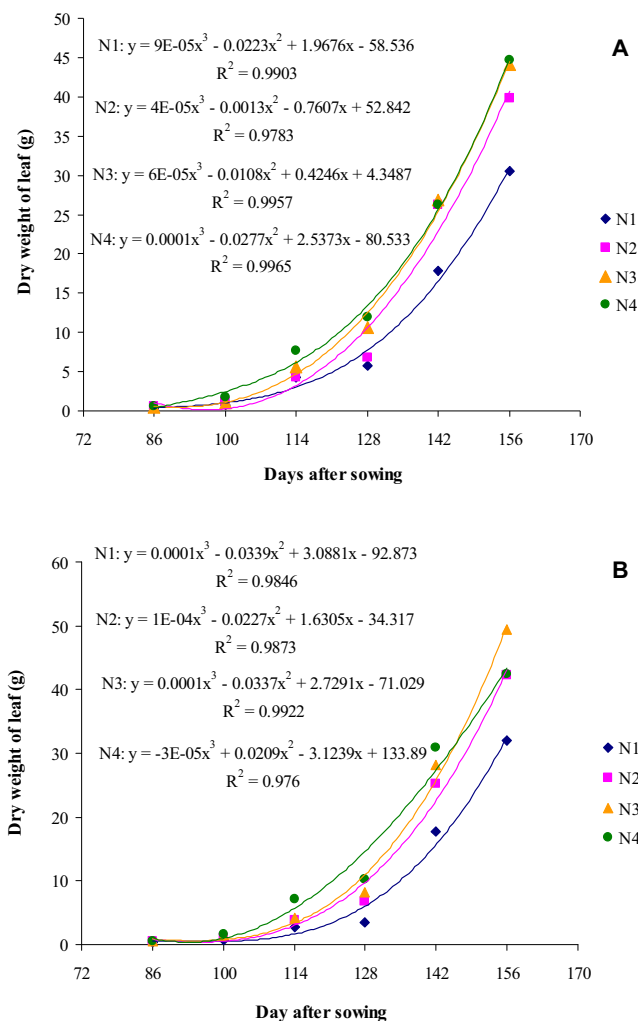 A
N1: y = 9E-05x³ - 0.0223x² + 1.9676x - 58.536
R² = 0.9903
N2: y = 4E-05x³ - 0.0013x² - 0.7607x + 52.842
R² = 0.9783
N3: y = 6E-05x³ - 0.0108x² + 0.4246x + 4.3487
R² = 0.9957
N4: y = 0.0001x³ - 0.0277x² + 2.5373x - 80.533
R² = 0.9965
Dry weight of leaf (g)
50
45
40
35
30
25
20
15
10
5
0
72 86 100 114 128 142 156 170
Days after sowing
N1
N2
N3
N4
B
N1: y = 0.0001x³ - 0.0339x² + 3.0881x - 92.873
R² = 0.9846
N2: y = 1E-04x³ - 0.0227x² + 1.6305x - 34.317
R² = 0.9873
N3: y = 0.0001x³ - 0.0337x² + 2.7291x - 71.029
R² = 0.9922
N4: y = -3E-05x³ + 0.0209x² - 3.1239x + 133.89
R² = 0.976
Dry weight of leaf (g)
60
50
40
30
20
10
0
72 86 100 114 128 142 156 170
Day after sowing
N1
N2
N3
N4